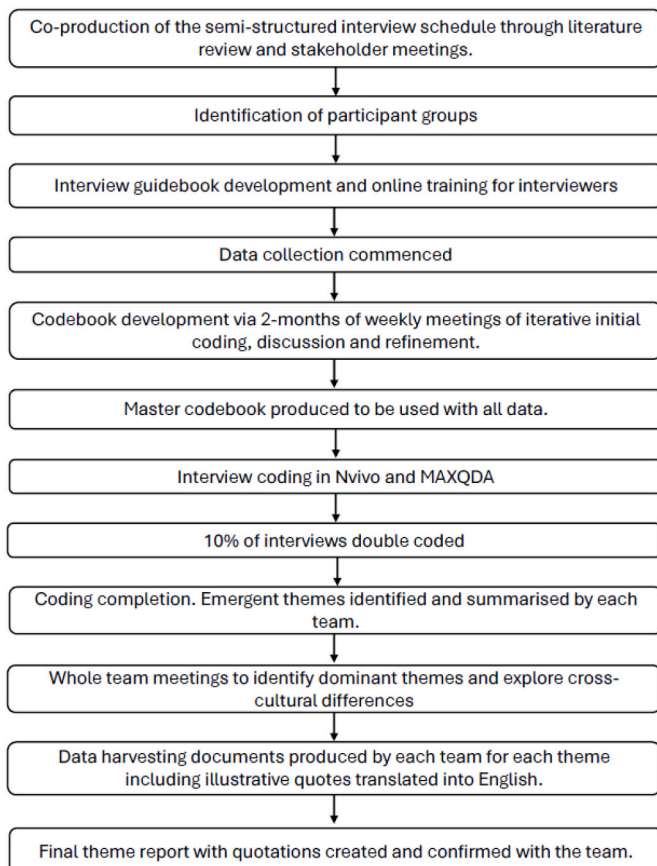 Co-production of the semi-structured interview schedule through literature
review and stakeholder meetings.
Identification of participant groups
Interview guidebook development and online training for interviewers
Data collection commenced
Codebook development via 2-months of weekly meetings of iterative initial
coding, discussion and refinement.
Master codebook produced to be used with all data.
Interview coding in Nvivo and MAXQDA
10% of interviews double coded
Coding completion. Emergent themes identified and summarised by each
team.
Whole team meetings to identify dominant themes and explore cross-
cultural differences
Data harvesting documents produced by each team for each theme
including illustrative quotes translated into English.
Final theme report with quotations created and confirmed with the team.